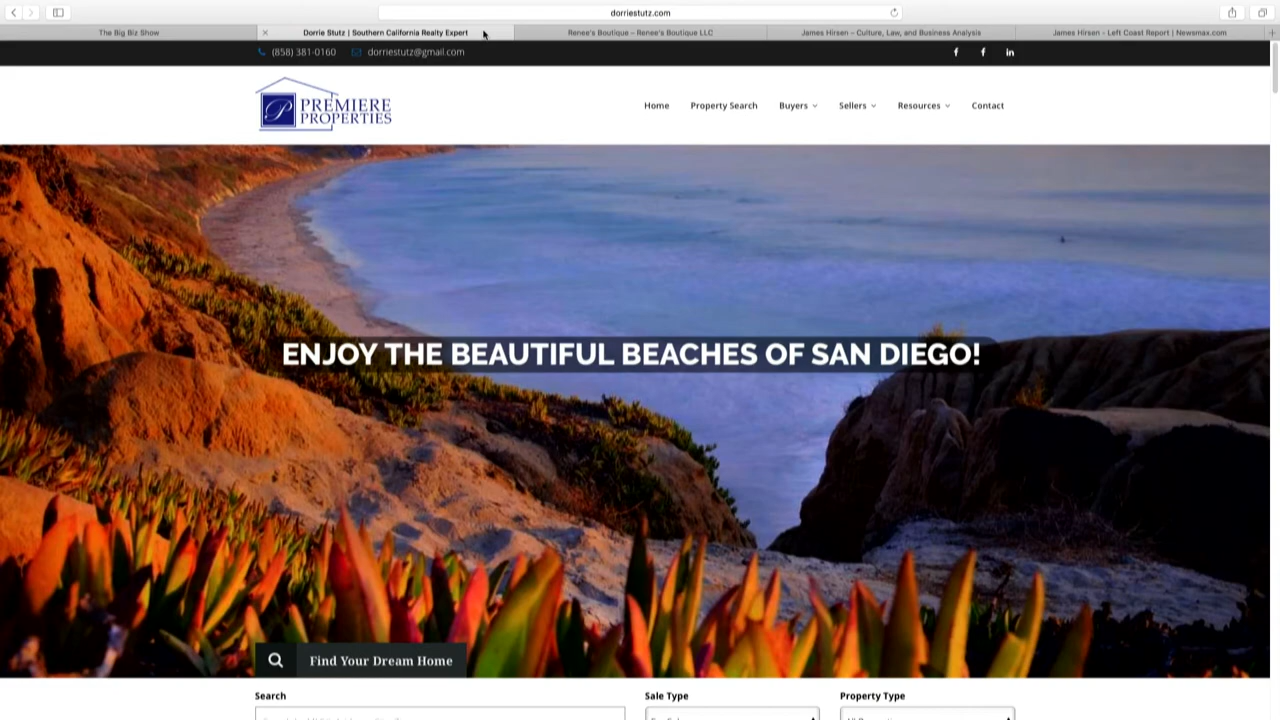 dorriestutz.com
The Big Biz Show
Dorrie Stutz | Southern California Realty Expert
Renee's Boutique – Renee's Boutique LLC
James Hirsen – Culture, Law, and Business Analysis
James Hirsen - Left Coast Report | Newsmax.com
(858) 381-0160
dorriestutz@gmail.com
PREMIERE
PROPERTIES
Home
Property Search
Buyers
Sellers
Resources
Contact
ENJOY THE BEAUTIFUL BEACHES OF SAN DIEGO!
Find Your Dream Home
Search
Sale Type
Property Type